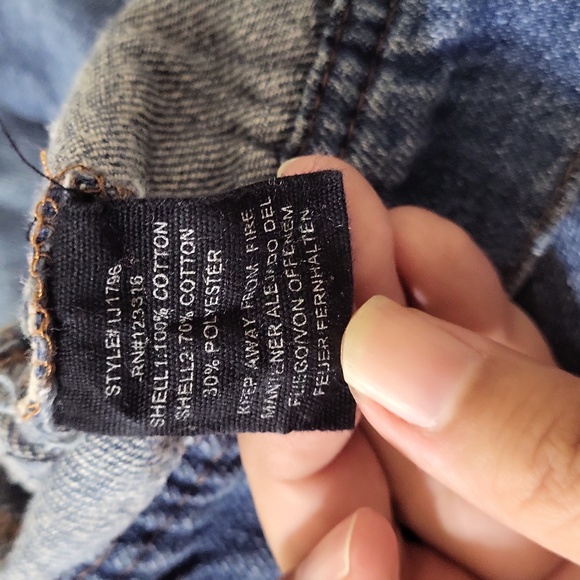 STYLE# IJ1796
RN#123316
SHELL1:100% COTTON
SHELL2:70% COTTON
30% POLYESTER
KEEP AWAY FROM FIRE
MANTENER ALEJADO DEL
FUEGO/VON OFFENEM
FEUER FERNHALTEN